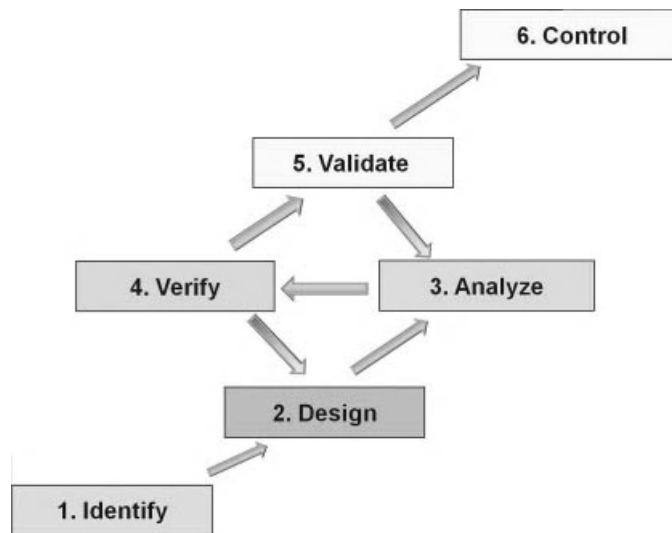 6. Control
5. Validate
4. Verify
3. Analyze
2. Design
1. Identify